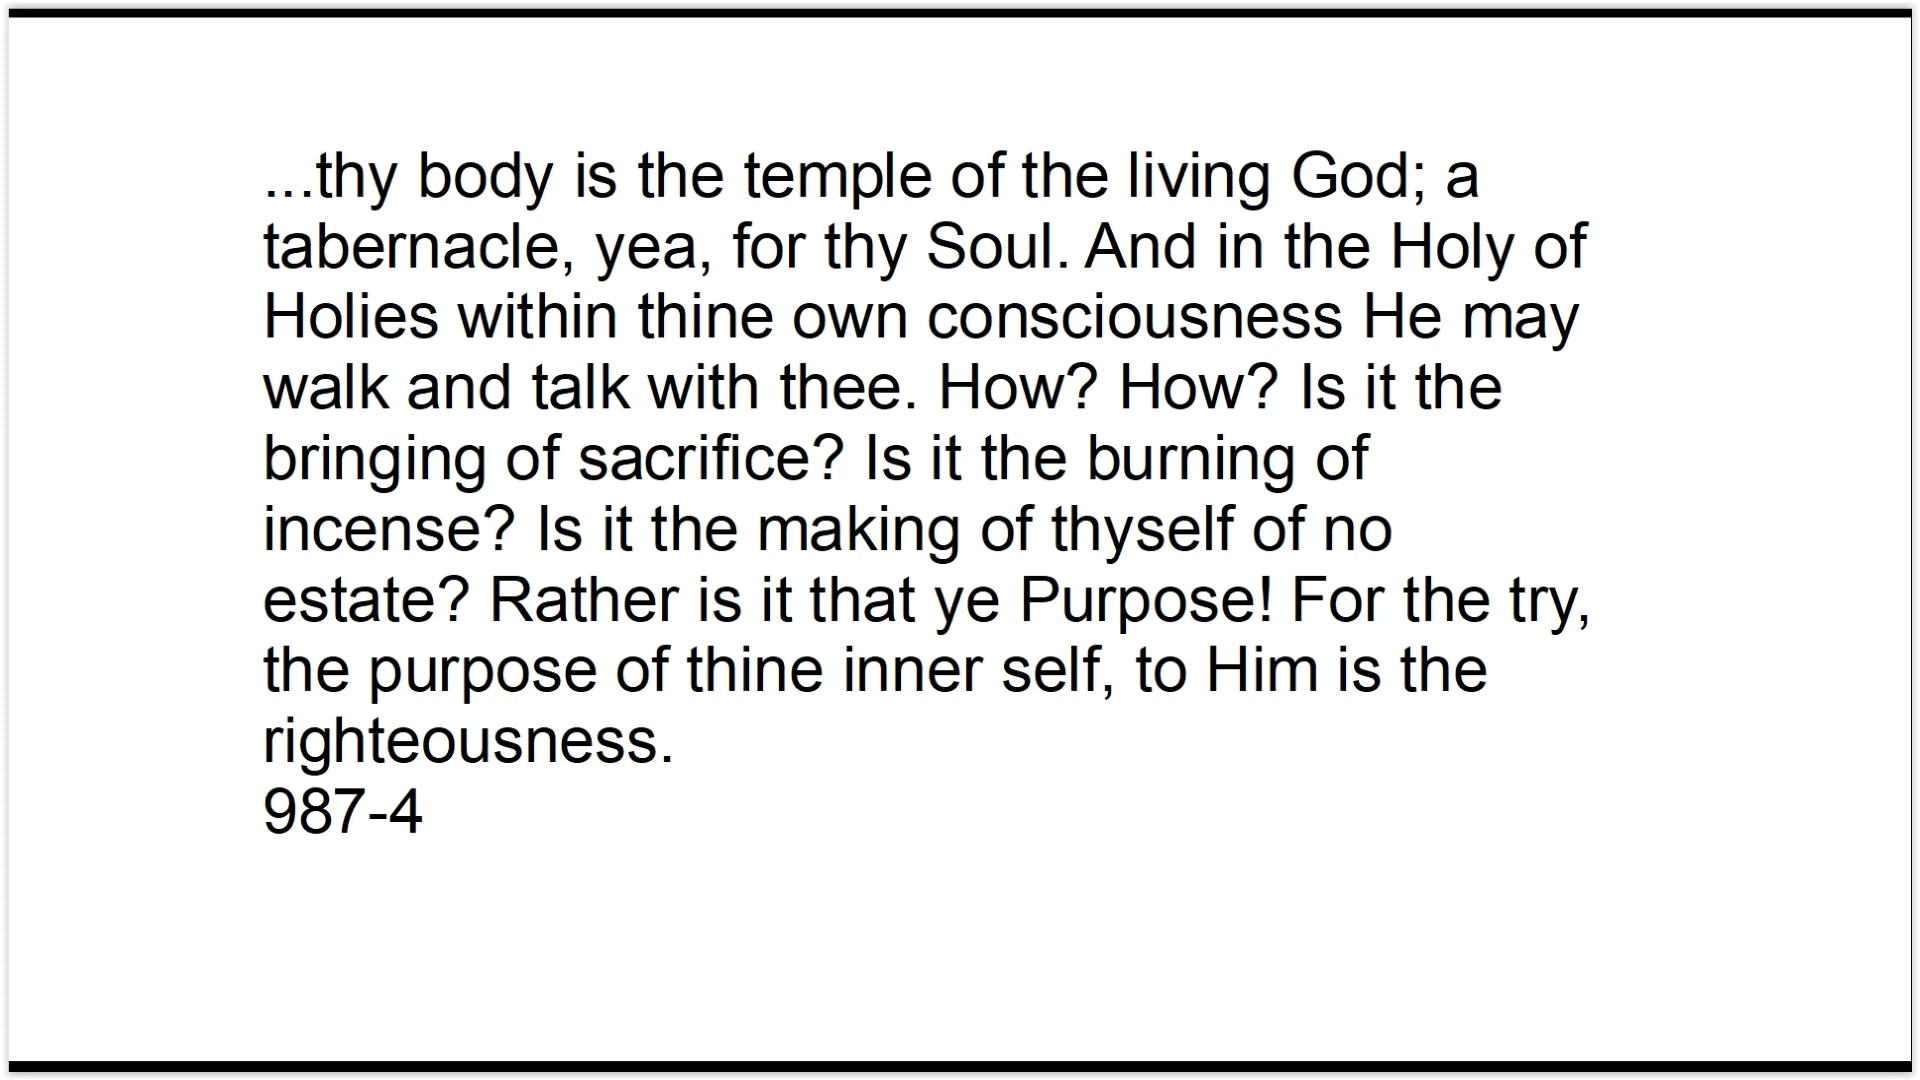 ...thy body is the temple of the living God; a
tabernacle, yea, for thy Soul. And in the Holy of
Holies within thine own consciousness He may
walk and talk with thee. How? How? Is it the
bringing of sacrifice? Is it the burning of
incense? Is it the making of thyself of no
estate? Rather is it that ye Purpose! For the try,
the purpose of thine inner self, to Him is the
righteousness.
987-4